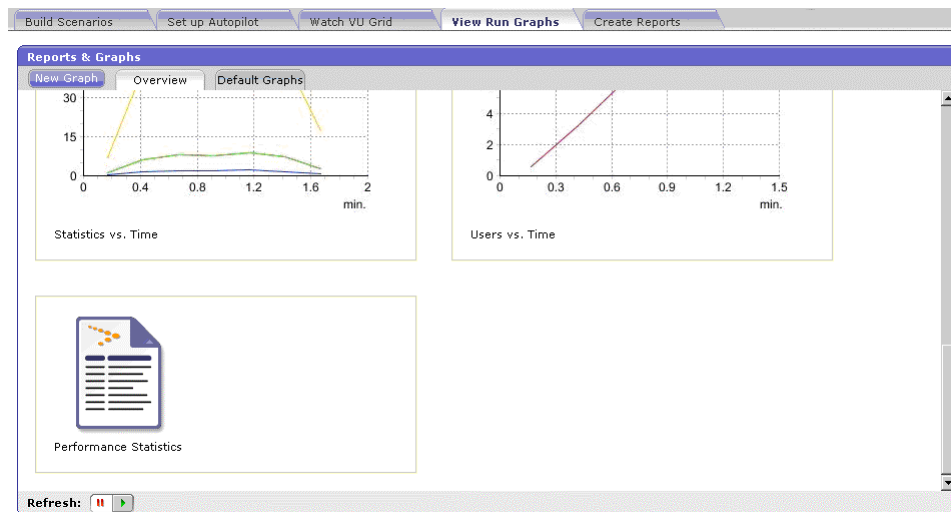 Build Scenarios Set up Autopilot Watch VU Grid View Run Graphs Create Reports
Reports & Graphs
New Graph Overview Default Graphs
30
15
0
0 0.4 0.8 1.2 1.6 2
min.
Statistics vs. Time
4
2
0
0 0.3 0.6 0.9 1.2 1.5
min.
Users vs. Time
Performance Statistics
Refresh: